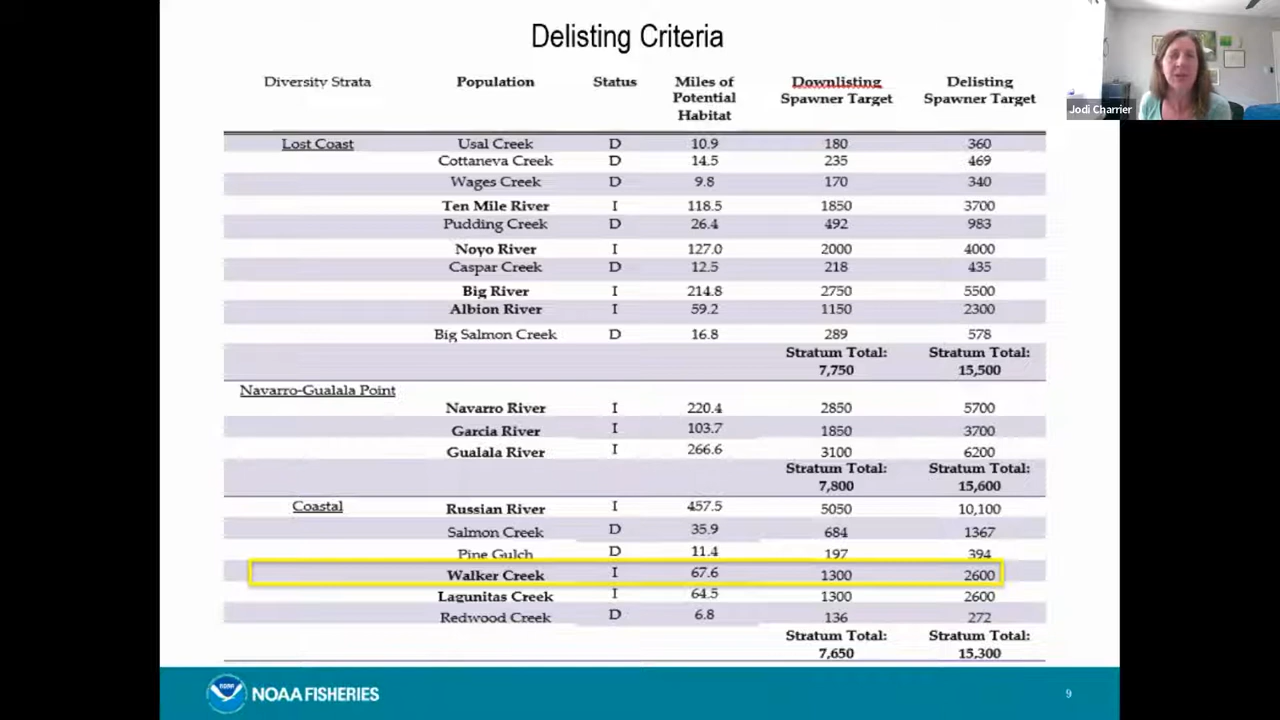 Delisting Criteria
Jodi Charrier
Diversity Strata Population Status Miles of Potential Habitat Downlisting Spawner Target Delisting Spawner Target
Lost Coast Usal Creek D 10.9 180 360
Cottaneva Creek D 14.5 235 469
Wages Creek D 9.8 170 340
Ten Mile River I 118.5 1850 3700
Pudding Creek D 26.4 492 983
Noyo River I 127.0 2000 4000
Caspar Creek D 12.5 218 435
Big River I 214.8 2750 5500
Albion River I 59.2 1150 2300
Big Salmon Creek D 16.8 289 578
Stratum Total: Stratum Total:
7,750 15,500
Navarro-Gualala Point
Navarro River I 220.4 2850 5700
Garcia River I 103.7 1850 3700
Gualala River I 266.6 3100 6200
Stratum Total: Stratum Total:
7,800 15,600
Coastal Russian River I 457.5 5050 10,100
Salmon Creek D 35.9 684 1367
Pine Gulch D 11.4 197 394
Walker Creek I 67.6 1300 2600
Lagunitas Creek I 64.5 1300 2600
Redwood Creek D 6.8 136 272
Stratum Total: Stratum Total:
7,650 15,300
NOAA FISHERIES
9